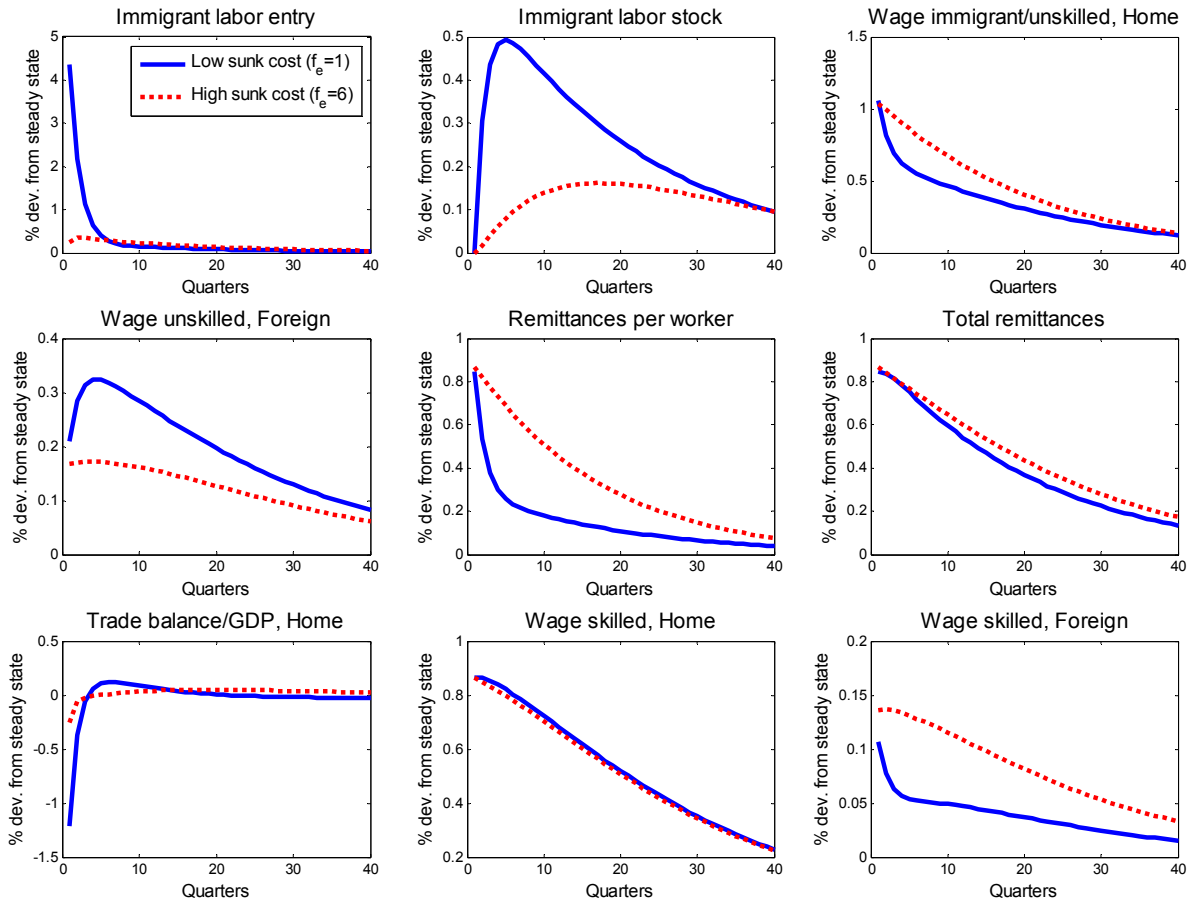 Immigrant labor entry
% dev. from steady state
5
4
3
2
1
0
0 10 20 30 40
Quarters
Low sunk cost (f_e=1)
High sunk cost (f_e=6)
Immigrant labor stock
% dev. from steady state
0.5
0.4
0.3
0.2
0.1
0
0 10 20 30 40
Quarters
Wage immigrant/unskilled, Home
% dev. from steady state
1.5
1
0.5
0
0 10 20 30 40
Quarters
Wage unskilled, Foreign
% dev. from steady state
0.4
0.3
0.2
0.1
0
0 10 20 30 40
Quarters
Remittances per worker
% dev. from steady state
1
0.8
0.6
0.4
0.2
0
0 10 20 30 40
Quarters
Total remittances
% dev. from steady state
1
0.8
0.6
0.4
0.2
0
0 10 20 30 40
Quarters
Trade balance/GDP, Home
% dev. from steady state
0.5
0
-0.5
-1
-1.5
0 10 20 30 40
Quarters
Wage skilled, Home
% dev. from steady state
1
0.8
0.6
0.4
0.2
0 10 20 30 40
Quarters
Wage skilled, Foreign
% dev. from steady state
0.2
0.15
0.1
0.05
0
0 10 20 30 40
Quarters